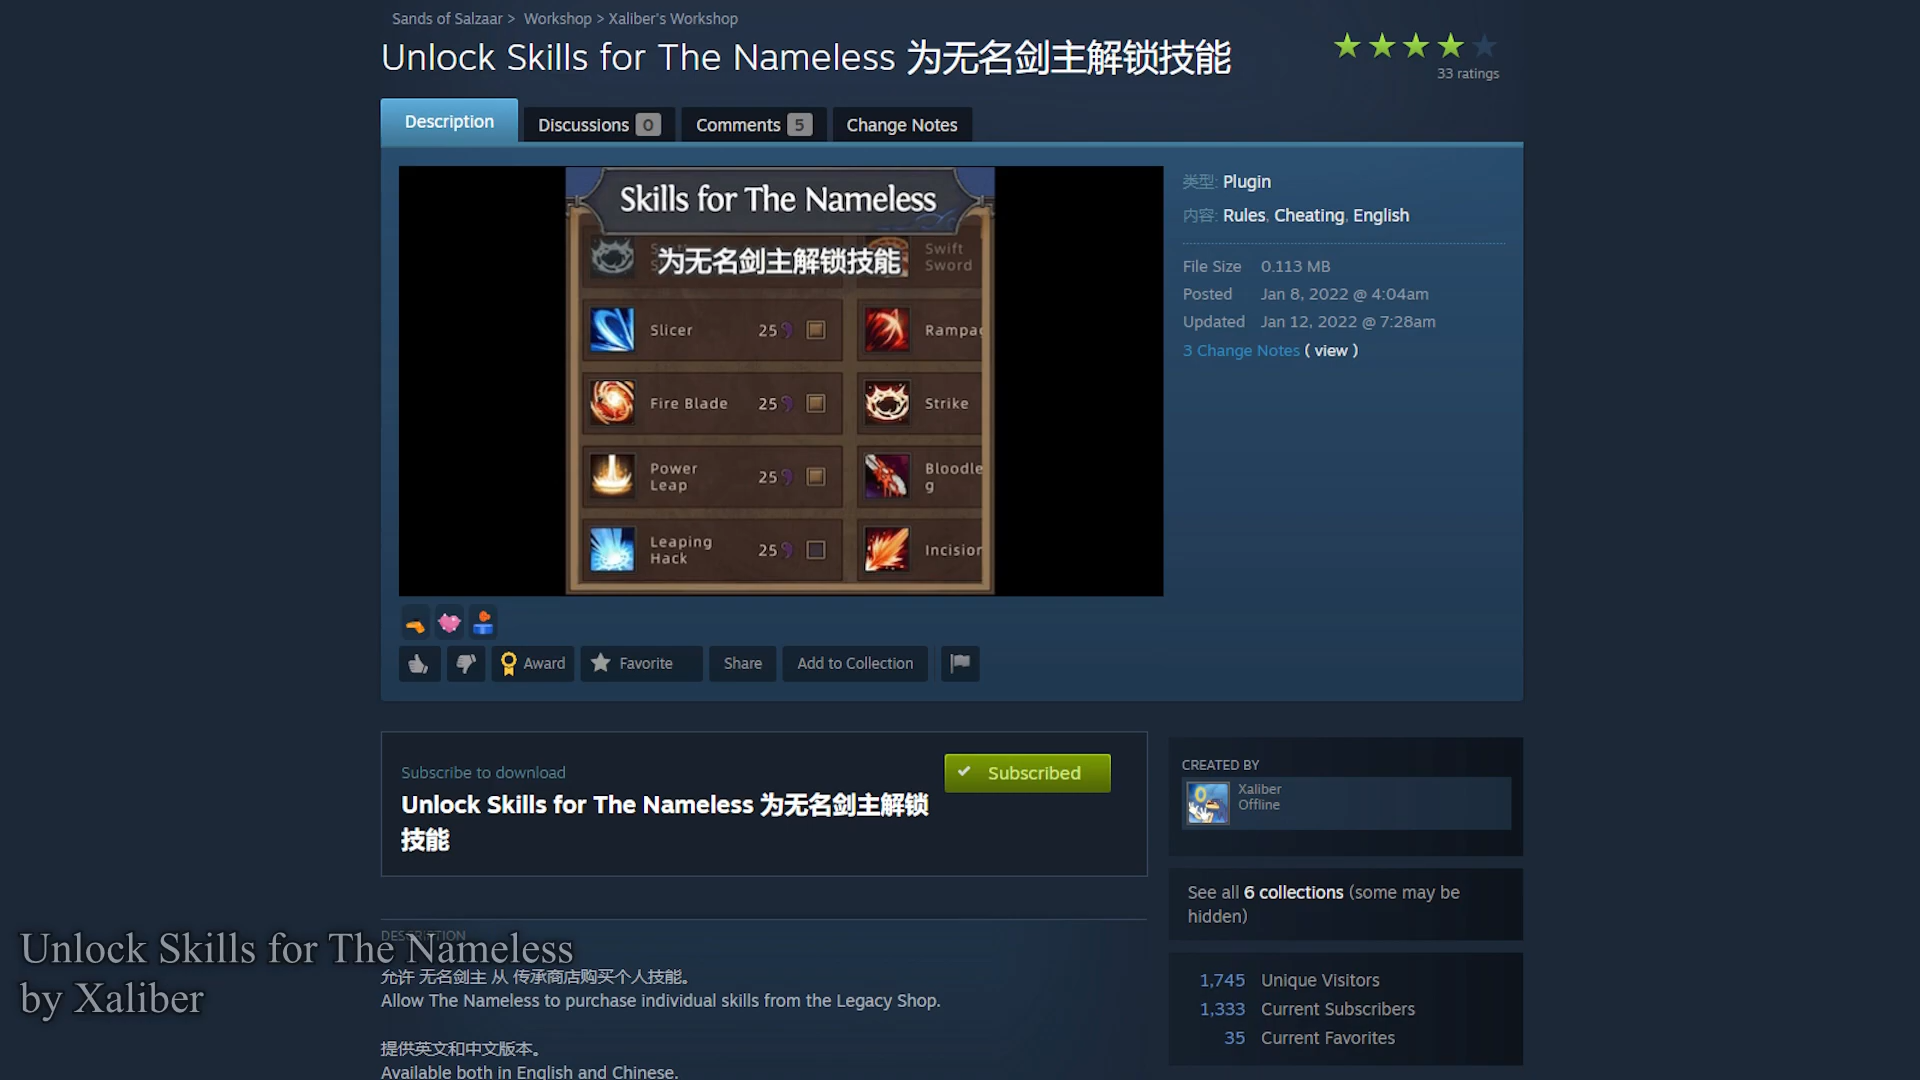 Sands of Salzaar > Workshop > Xaliber's Workshop
Unlock Skills for The Nameless 为无名剑主解锁技能
33 ratings
Description
Discussions 0
Comments 5
Change Notes
Skills for The Nameless
为无名剑主解锁技能
Swift
Sword
Slicer 25
Rampag
Fire Blade 25
Strike
Power
Leap
25
Bloodle
g
Leaping
Hack
25
Incision
类型: Plugin
内容: Rules, Cheating, English
File Size 0.113 MB
Posted Jan 8, 2022 @ 4:04am
Updated Jan 12, 2022 @ 7:28am
3 Change Notes ( view )
Award
Favorite
Share
Add to Collection
Subscribe to download
Unlock Skills for The Nameless 为无名剑主解锁
技能
Subscribed
CREATED BY
Xaliber
Offline
See all 6 collections (some may be
hidden)
1,745 Unique Visitors
1,333 Current Subscribers
35 Current Favorites
DESCRIPTION
允许 无名剑主 从 传承商店购买个人技能。
Allow The Nameless to purchase individual skills from the Legacy Shop.
提供英文和中文版本。
Available both in English and Chinese.
Unlock Skills for The Nameless
by Xaliber